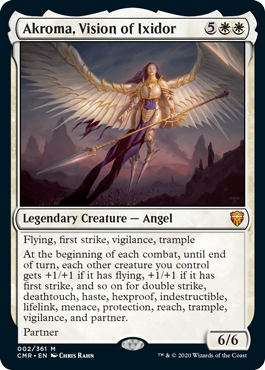 Akroma, Vision of Ixidor 5
Legendary Creature — Angel
Flying, first strike, vigilance, trample
At the beginning of each combat, until end
of turn, each other creature you control
gets +1/+1 if it has flying, +1/+1 if it has
first strike, and so on for double strike,
deathtouch, haste, hexproof, indestructible,
lifelink, menace, protection, reach, trample,
vigilance, and partner.
Partner
6/6
002/361 M
CMR • EN Chris Rahn
™ & © 2020 Wizards of the Coast